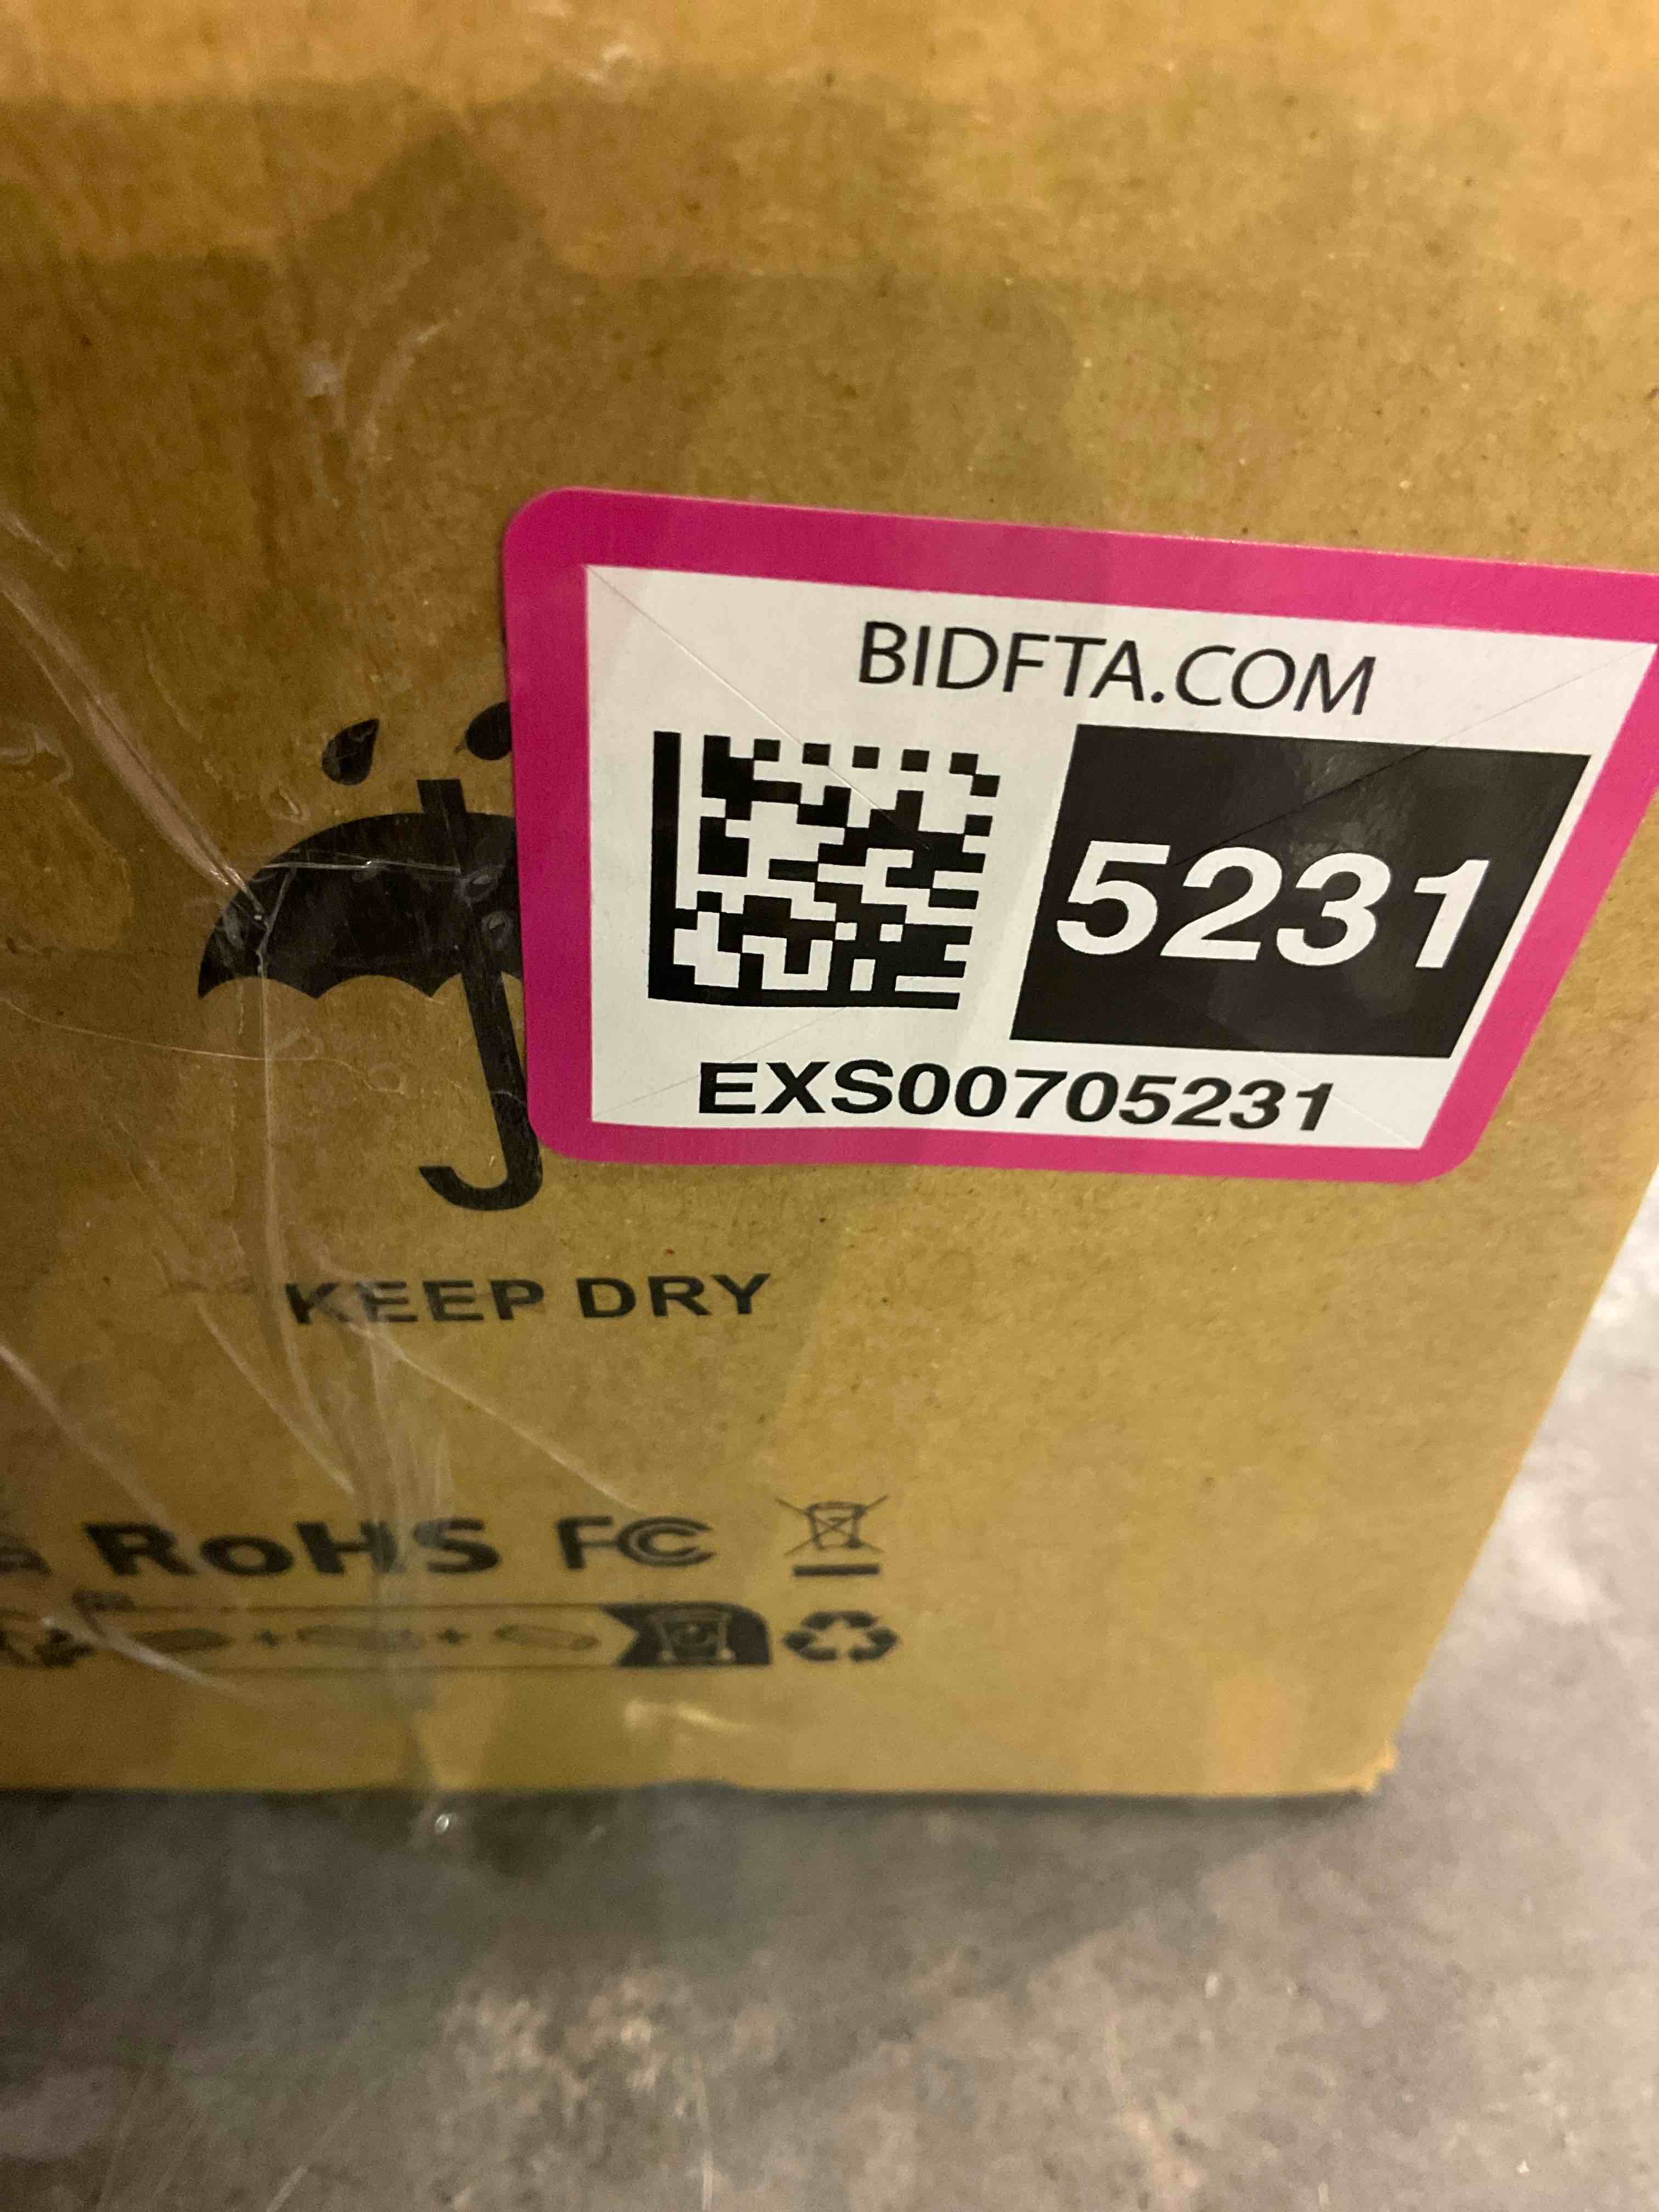 BIDFTA.COM
5231
EXS00705231
KEEP DRY
RoHS FC